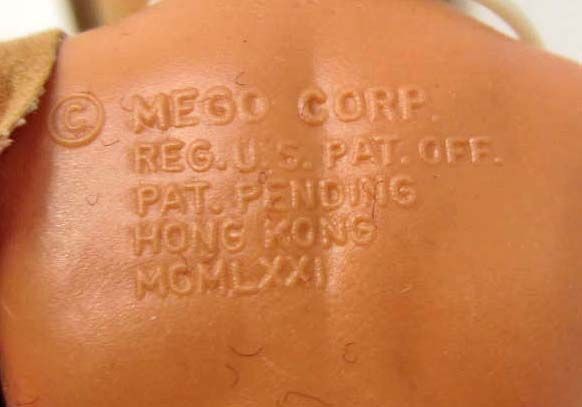 © MEGO CORP.
REG. U.S. PAT. OFF.
PAT. PENDING
HONG KONG
MCMLXXI